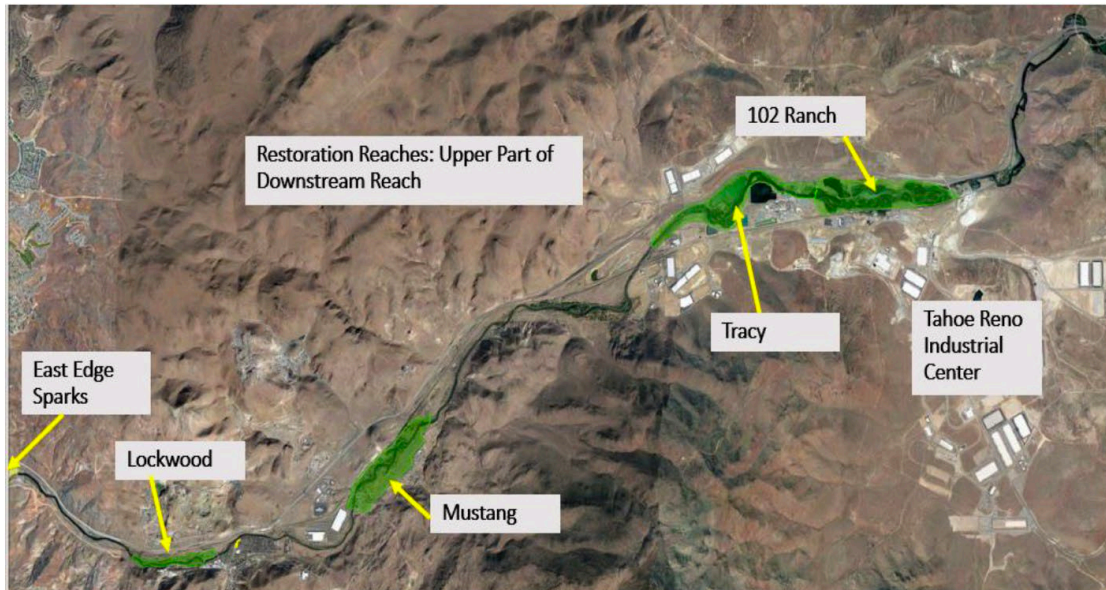 102 Ranch
Restoration Reaches: Upper Part of
Downstream Reach
Tracy
Tahoe Reno
Industrial
Center
East Edge
Sparks
Lockwood
Mustang